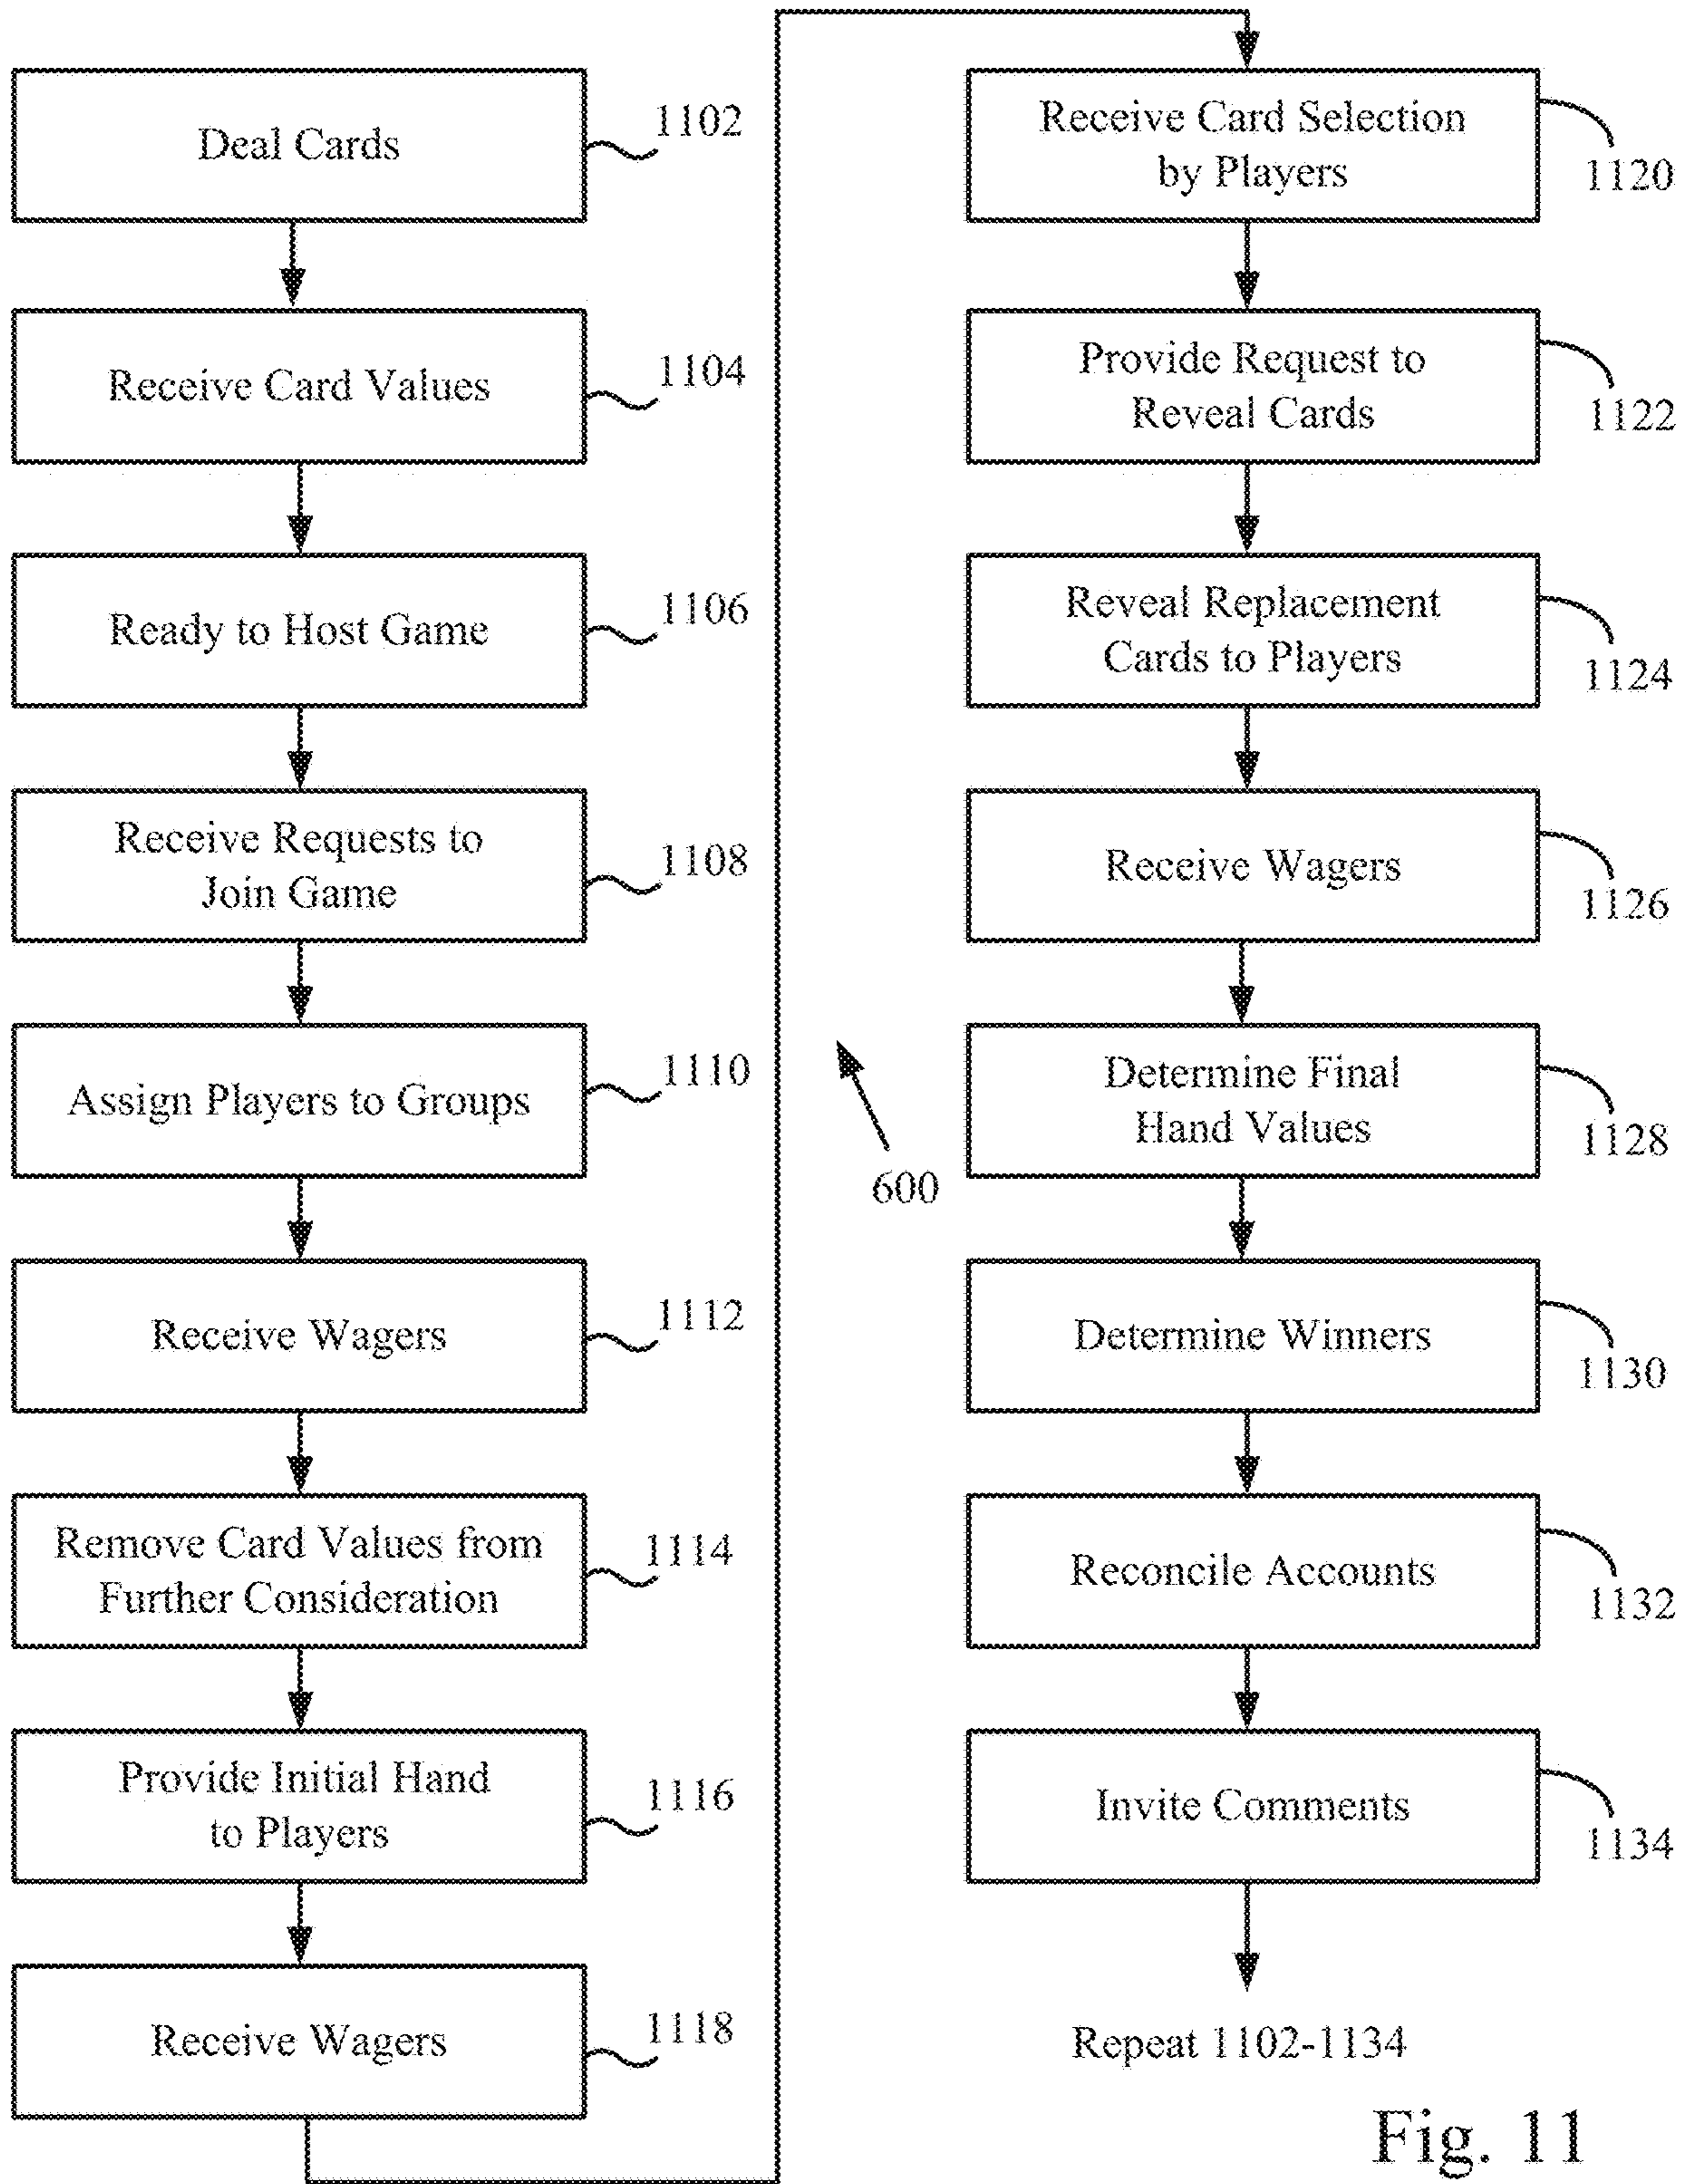 Deal Cards
1102
Receive Card Values
1104
Ready to Host Game
1106
Receive Requests to
Join Game
1108
Assign Players to Groups
1110
Receive Wagers
1112
Remove Card Values from
Further Consideration
1114
Provide Initial Hand
to Players
1116
Receive Wagers
1118
600
Receive Card Selection
by Players
1120
Provide Request to
Reveal Cards
1122
Reveal Replacement
Cards to Players
1124
Receive Wagers
1126
Determine Final
Hand Values
1128
Determine Winners
1130
Reconcile Accounts
1132
Invite Comments
1134
Repeat 1102-1134
Fig. 11